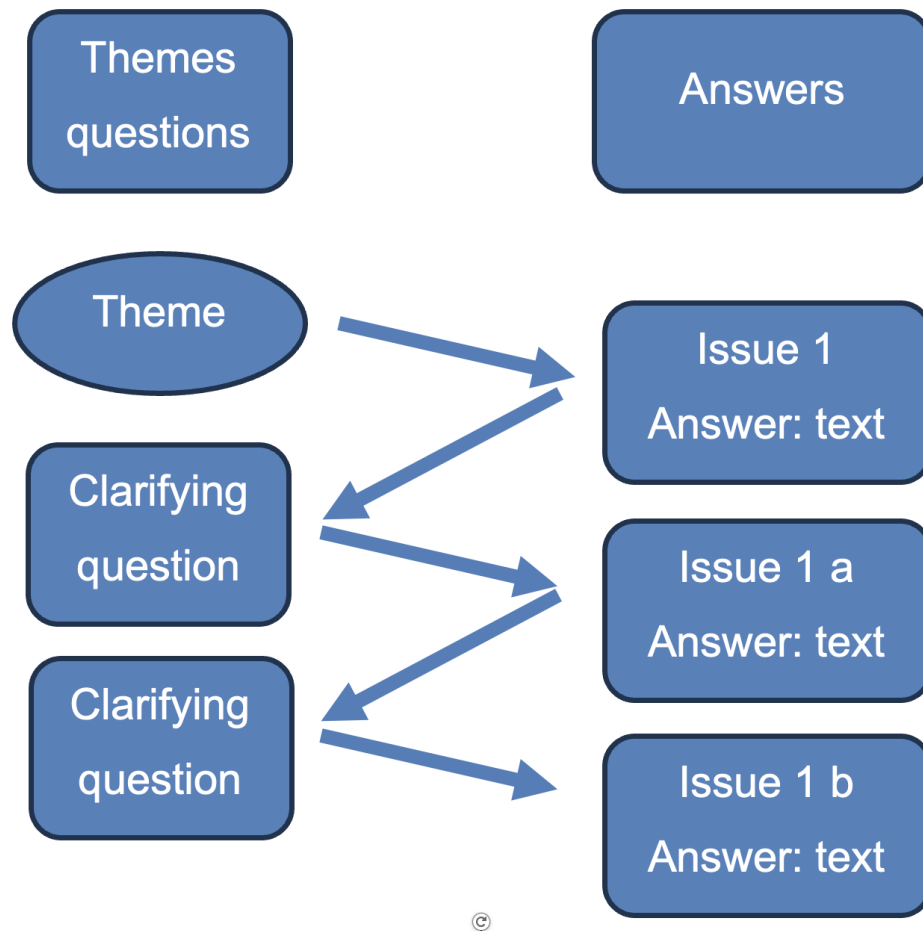 Themes
questions
Answers
Theme
Issue 1
Answer: text
Clarifying
question
Issue 1 a
Answer: text
Clarifying
question
Issue 1 b
Answer: text